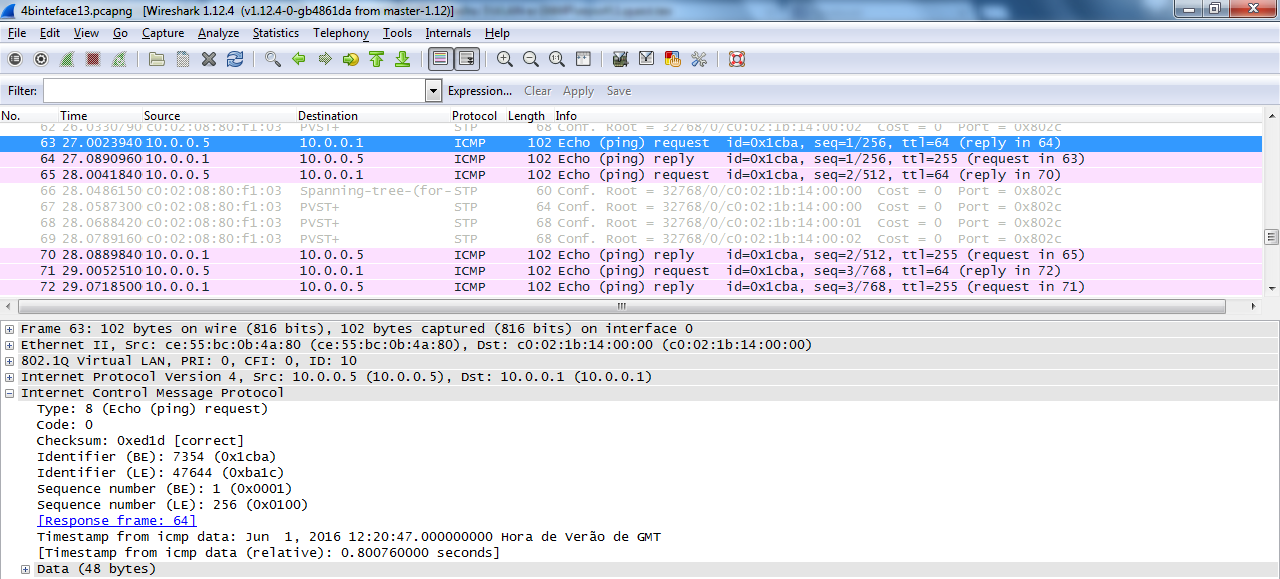 4binteface13.pcapng [Wireshark 1.12.4 (v1.12.4-0-gb4861da from master-1.12)]
File Edit View Go Capture Analyze Statistics Telephony Tools Internals Help
Filter: Expression... Clear Apply Save
No. Time Source Destination Protocol Length Info
62 26.0330790 c0:02:08:80:f1:03 PVST+ STP 68 Conf. Root = 32768/0/c0:02:1b:14:00:02 Cost = 0 Port = 0x802c
63 27.0023940 10.0.0.5 10.0.0.1 ICMP 102 Echo (ping) request id=0x1cba, seq=1/256, ttl=64 (reply in 64)
64 27.0890960 10.0.0.1 10.0.0.5 ICMP 102 Echo (ping) reply id=0x1cba, seq=1/256, ttl=255 (request in 63)
65 28.0041840 10.0.0.5 10.0.0.1 ICMP 102 Echo (ping) request id=0x1cba, seq=2/512, ttl=64 (reply in 70)
66 28.0486150 c0:02:08:80:f1:03 Spanning-tree-(for- STP 60 Conf. Root = 32768/0/c0:02:1b:14:00:00 Cost = 0 Port = 0x802c
67 28.0587300 c0:02:08:80:f1:03 PVST+ STP 64 Conf. Root = 32768/0/c0:02:1b:14:00:00 Cost = 0 Port = 0x802c
68 28.0688420 c0:02:08:80:f1:03 PVST+ STP 68 Conf. Root = 32768/0/c0:02:1b:14:00:01 Cost = 0 Port = 0x802c
69 28.0789160 c0:02:08:80:f1:03 PVST+ STP 68 Conf. Root = 32768/0/c0:02:1b:14:00:02 Cost = 0 Port = 0x802c
70 28.0889840 10.0.0.1 10.0.0.5 ICMP 102 Echo (ping) reply id=0x1cba, seq=2/512, ttl=255 (request in 65)
71 29.0052510 10.0.0.5 10.0.0.1 ICMP 102 Echo (ping) request id=0x1cba, seq=3/768, ttl=64 (reply in 72)
72 29.0718500 10.0.0.1 10.0.0.5 ICMP 102 Echo (ping) reply id=0x1cba, seq=3/768, ttl=255 (request in 71)
Frame 63: 102 bytes on wire (816 bits), 102 bytes captured (816 bits) on interface 0
Ethernet II, Src: ce:55:bc:0b:4a:80 (ce:55:bc:0b:4a:80), Dst: c0:02:1b:14:00:00 (c0:02:1b:14:00:00)
802.1Q Virtual LAN, PRI: 0, CFI: 0, ID: 10
Internet Protocol Version 4, Src: 10.0.0.5 (10.0.0.5), Dst: 10.0.0.1 (10.0.0.1)
Internet Control Message Protocol
Type: 8 (Echo (ping) request)
Code: 0
Checksum: 0xed1d [correct]
Identifier (BE): 7354 (0x1cba)
Identifier (LE): 47644 (0xba1c)
Sequence number (BE): 1 (0x0001)
Sequence number (LE): 256 (0x0100)
[Response frame: 64]
Timestamp from icmp data: Jun 1, 2016 12:20:47.000000000 Hora de Verão de GMT
[Timestamp from icmp data (relative): 0.800760000 seconds]
Data (48 bytes)